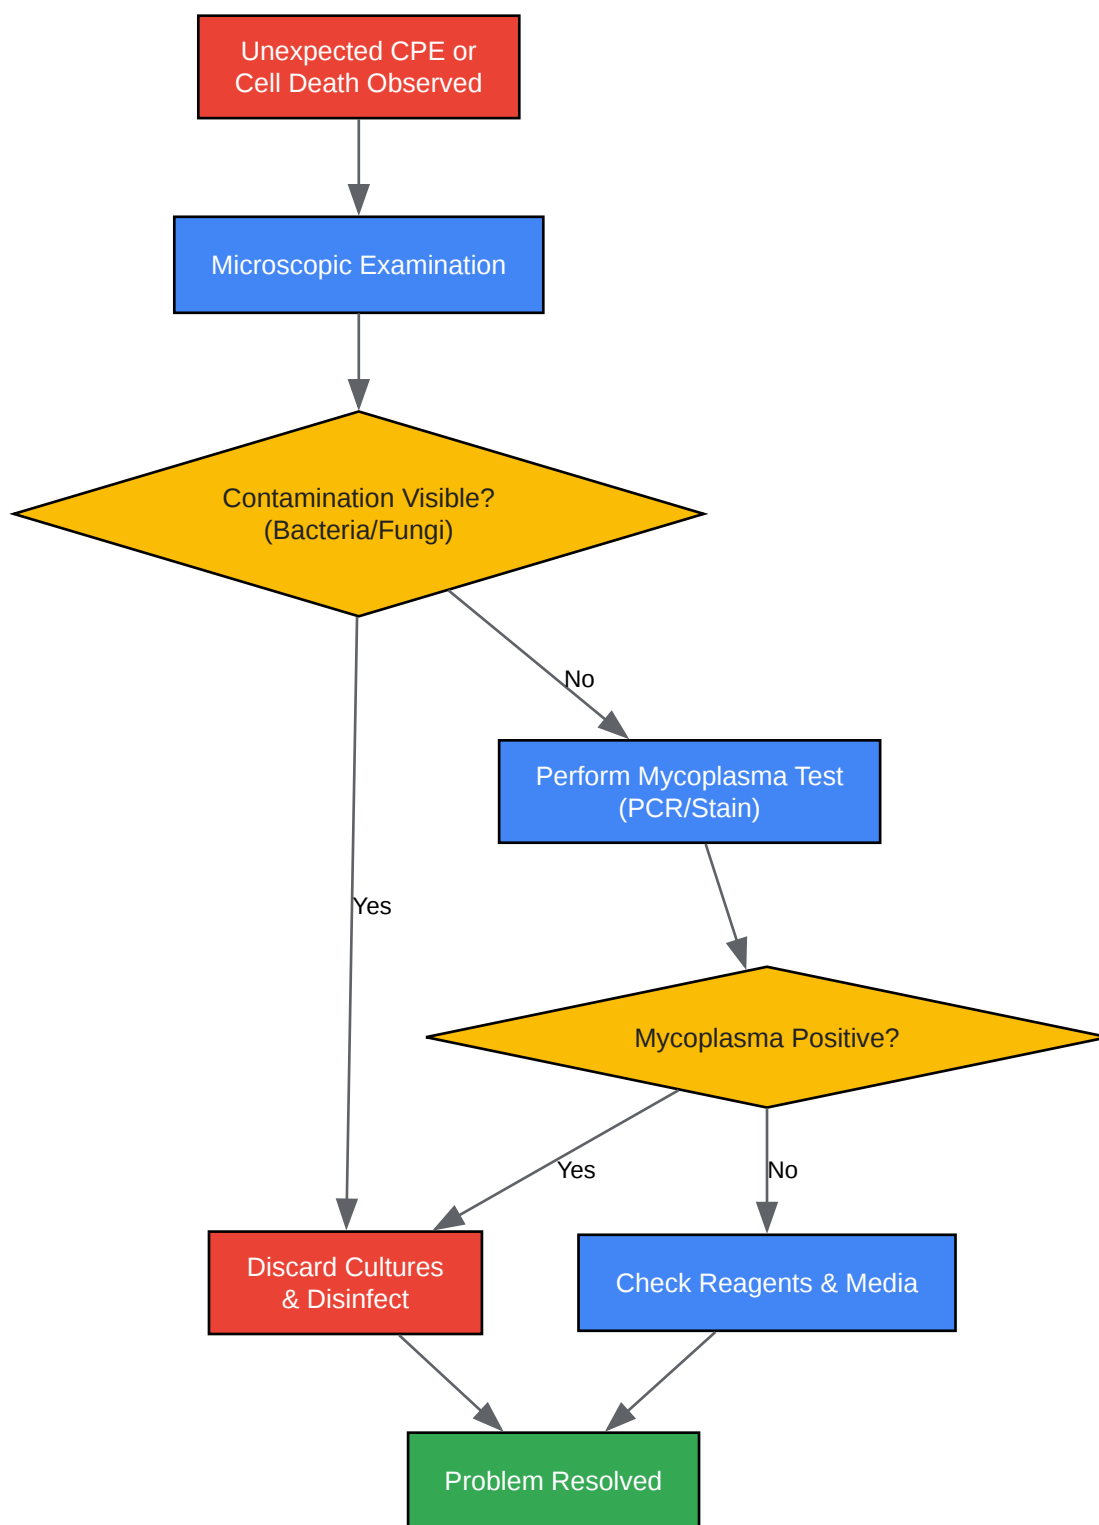 Unexpected CPE or
Cell Death Observed
Microscopic Examination
Contamination Visible?
(Bacteria/Fungi)
No
Perform Mycoplasma Test
(PCR/Stain)
Yes
Mycoplasma Positive?
Yes
No
Discard Cultures
& Disinfect
Check Reagents & Media
Problem Resolved